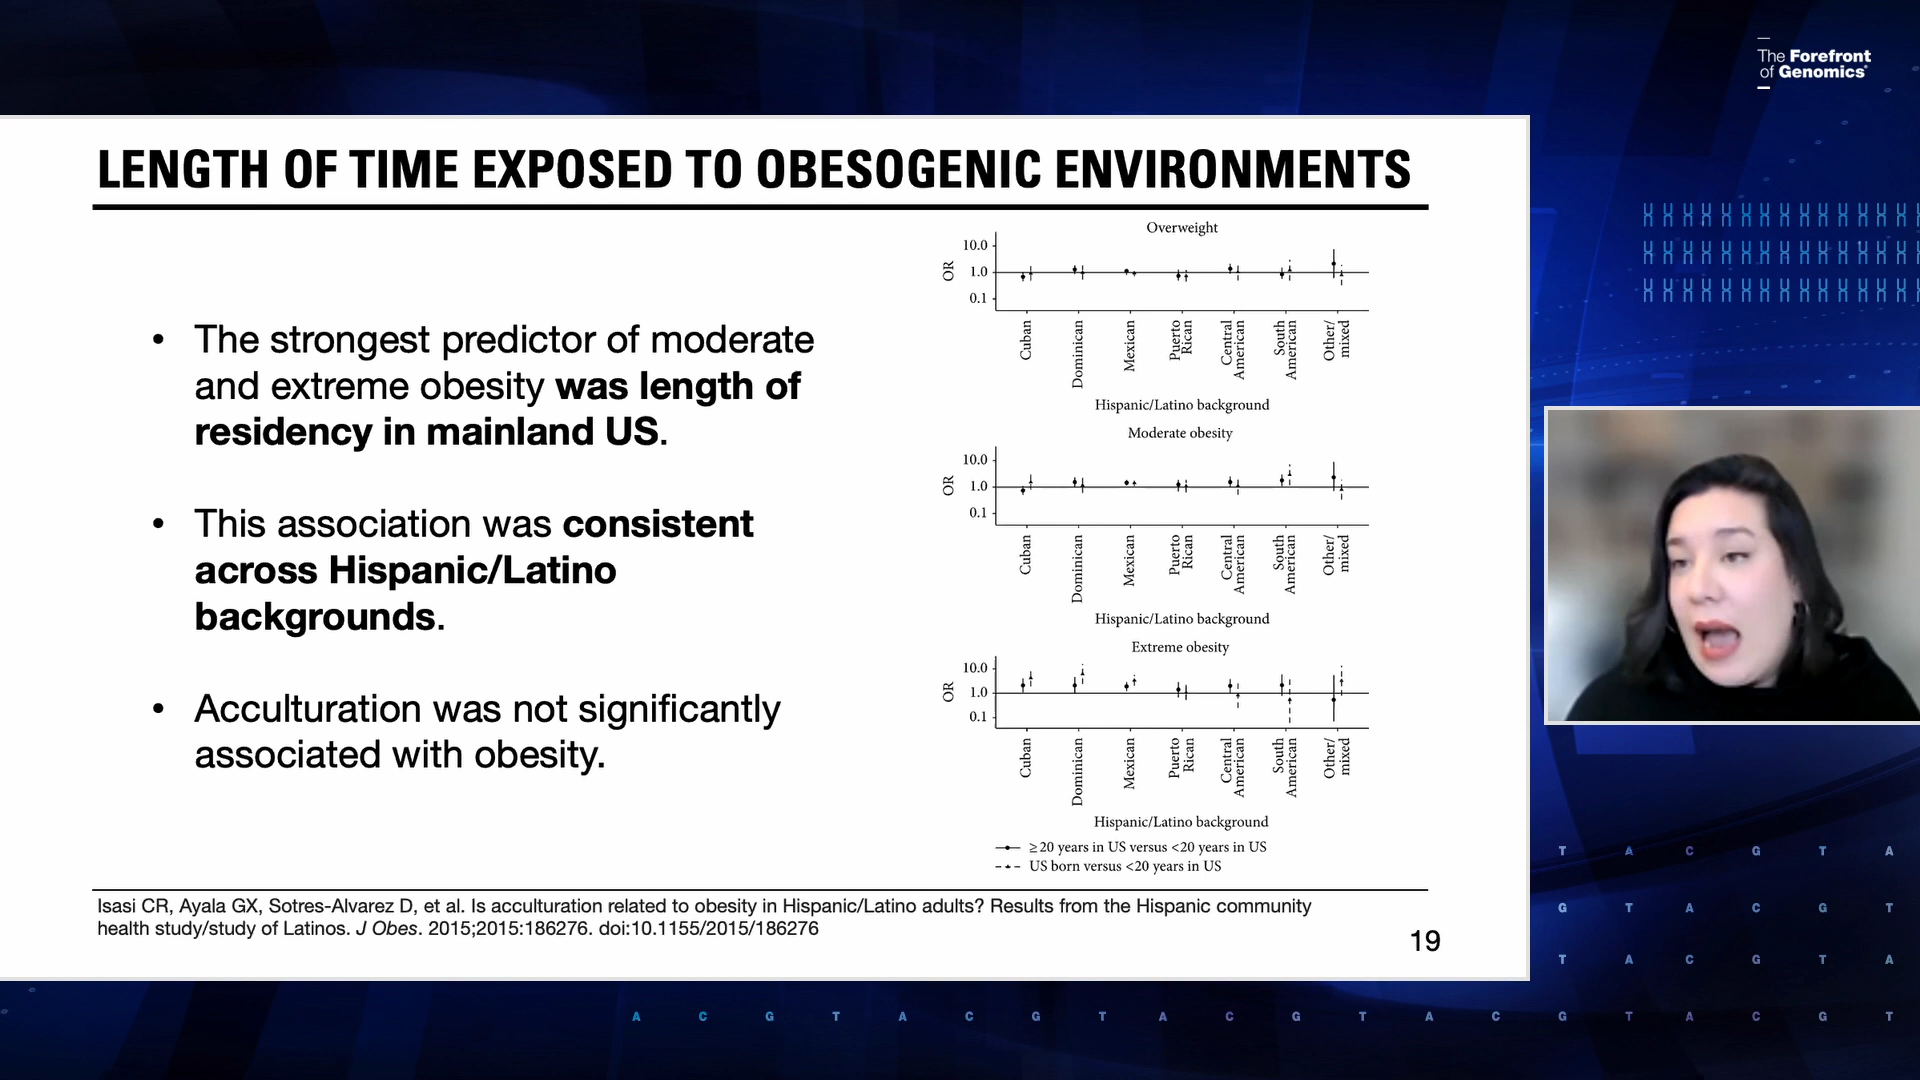 The Forefront
of Genomics®
LENGTH OF TIME EXPOSED TO OBESOGENIC ENVIRONMENTS
• The strongest predictor of moderate
and extreme obesity was length of
residency in mainland US.
• This association was consistent
across Hispanic/Latino
backgrounds.
• Acculturation was not significantly
associated with obesity.
Overweight
OR
10.0
1.0
0.1
Cuban
Dominican
Mexican
Puerto
Rican
Central
American
South
American
Other/
mixed
Hispanic/Latino background
Moderate obesity
OR
10.0
1.0
0.1
Cuban
Dominican
Mexican
Puerto
Rican
Central
American
South
American
Other/
mixed
Hispanic/Latino background
Extreme obesity
OR
10.0
1.0
0.1
Cuban
Dominican
Mexican
Puerto
Rican
Central
American
South
American
Other/
mixed
Hispanic/Latino background
≥20 years in US versus <20 years in US
US born versus <20 years in US
Isasi CR, Ayala GX, Sotres-Alvarez D, et al. Is acculturation related to obesity in Hispanic/Latino adults? Results from the Hispanic community
health study/study of Latinos. J Obes. 2015;2015:186276. doi:10.1155/2015/186276
19
T A C G T A
G T A C G T
T A C G T A
A C G T A C G T A C G T A C G T A C G T